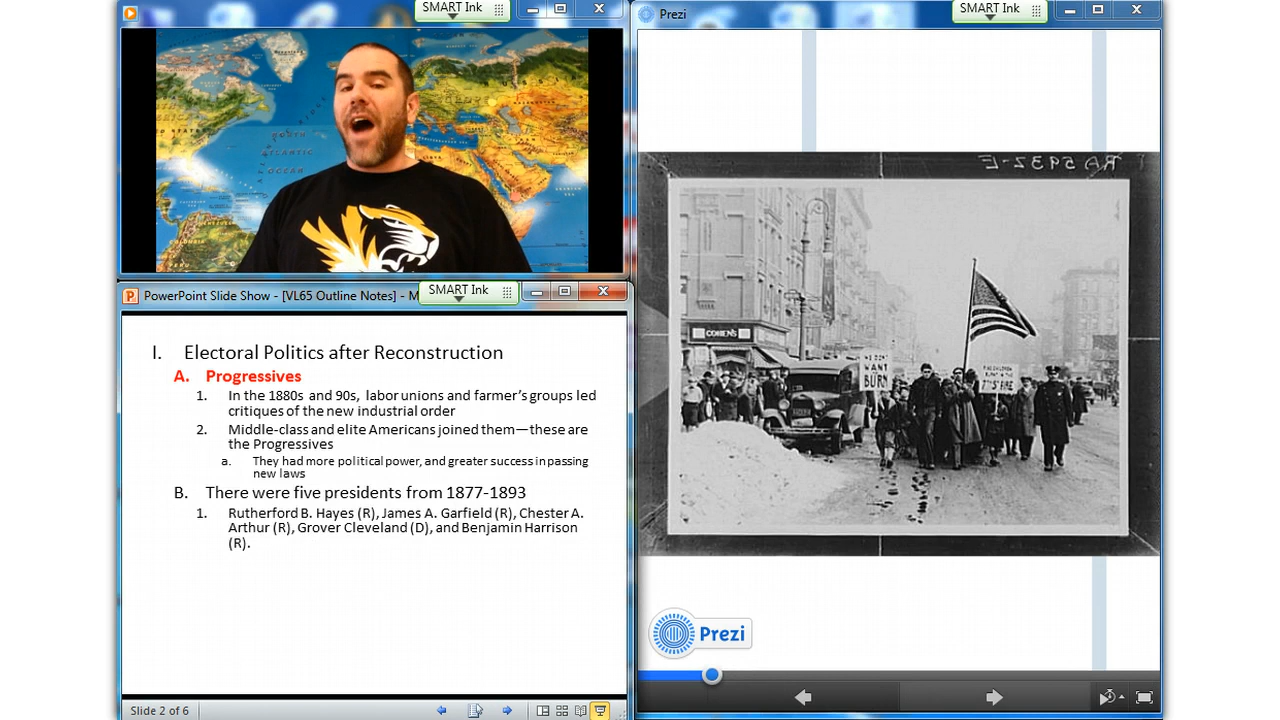 SMART Ink
SMART Ink
Prezi
PowerPoint Slide Show - [VL65 Outline Notes] - M
SMART Ink
I. Electoral Politics after Reconstruction
A. Progressives
1. In the 1880s and 90s, labor unions and farmer's groups led
critiques of the new industrial order
2. Middle-class and elite Americans joined them—these are
the Progressives
a. They had more political power, and greater success in passing
new laws
B. There were five presidents from 1877-1893
1. Rutherford B. Hayes (R), James A. Garfield (R), Chester A.
Arthur (R), Grover Cleveland (D), and Benjamin Harrison
(R).
Slide 2 of 6
RA 5932-E
COHEN'S
WE DON'T
WANT
BURN
Prezi